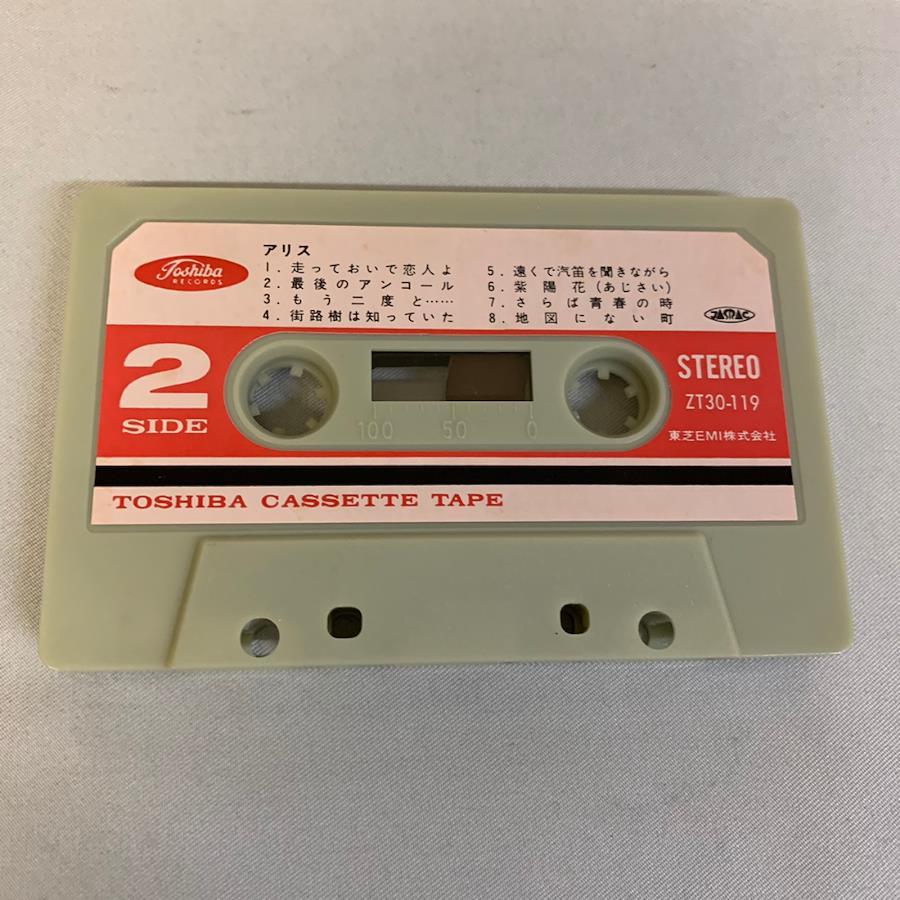 Toshiba
RECORDS
アリス
1. 走っておいで恋人よ
2. 最後のアンコール
3. もう二度と……
4. 街路樹は知っていた
5. 遠くで汽笛を聞きながら
6. 紫陽花(あじさい)
7. さらば青春の時
8. 地図にない町
JASRAC
2
SIDE
100 50 0
STEREO
ZT30-119
東芝EMI株式会社
TOSHIBA CASSETTE TAPE